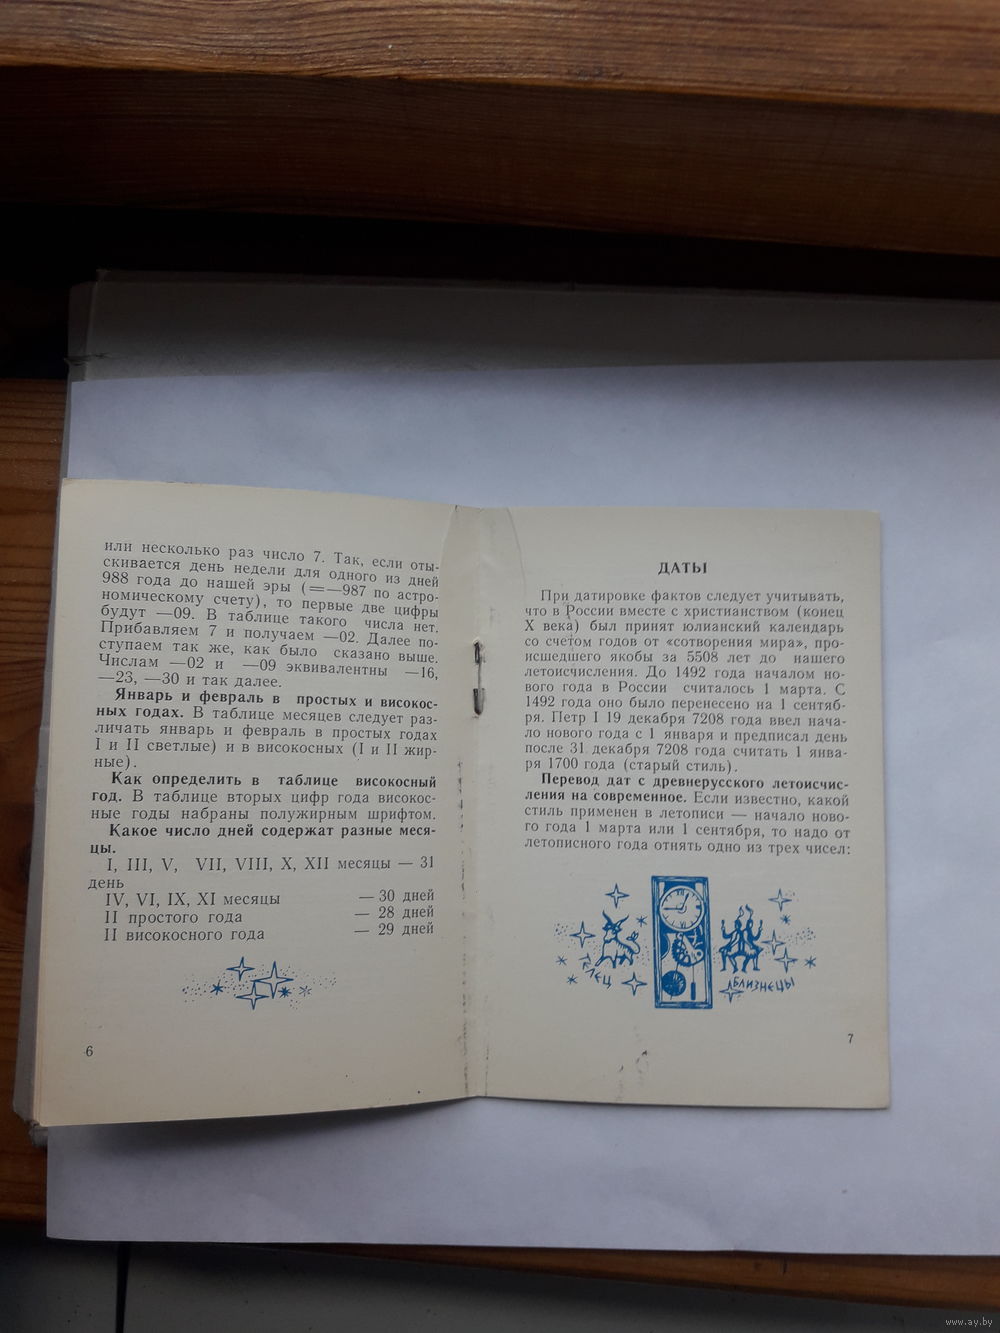 или несколько раз число 7. Так, если оты-
скивается день недели для одного из дней
988 года до нашей эры (=—987 по астро-
номическому счету), то первые две цифры
будут —09. В таблице такого числа нет.
Прибавляем 7 и получаем —02. Далее по-
ступаем так же, как было сказано выше.
Числам —02 и —09 эквивалентны —16,
—23, —30 и так далее.
Январь и февраль в простых и високос-
ных годах. В таблице месяцев следует раз-
личать январь и февраль в простых годах
I и II светлые) и в високосных (I и II жир-
ные).
Как определить в таблице високосный
год. В таблице вторых цифр года високос-
ные годы набраны полужирным шрифтом.
Какое число дней содержат разные меся-
цы.
I, III, V, VII, VIII, X, XII месяцы — 31
день
IV, VI, IX, XI месяцы — 30 дней
II простого года — 28 дней
II високосного года — 29 дней
6
ДАТЫ
При датировке фактов следует учитывать,
что в России вместе с христианством (конец
X века) был принят юлианский календарь
со счетом годов от «сотворения мира», про-
исшедшего якобы за 5508 лет до нашего
летоисчисления. До 1492 года началом но-
вого года в России считалось 1 марта. С
1492 года оно было перенесено на 1 сентяб-
ря. Петр I 19 декабря 7208 года ввел нача-
ло нового года с 1 января и предписал день
после 31 декабря 7208 года считать 1 янва-
ря 1700 года (старый стиль).
Перевод дат с древнерусского летоисчис-
ления на современное. Если известно, какой
стиль применен в летописи — начало ново-
го года 1 марта или 1 сентября, то надо от
летописного года отнять одно из трех чисел:
XII
VI
ТЕЛЕЦ
БЛИЗНЕЦЫ
7
www.ay.by